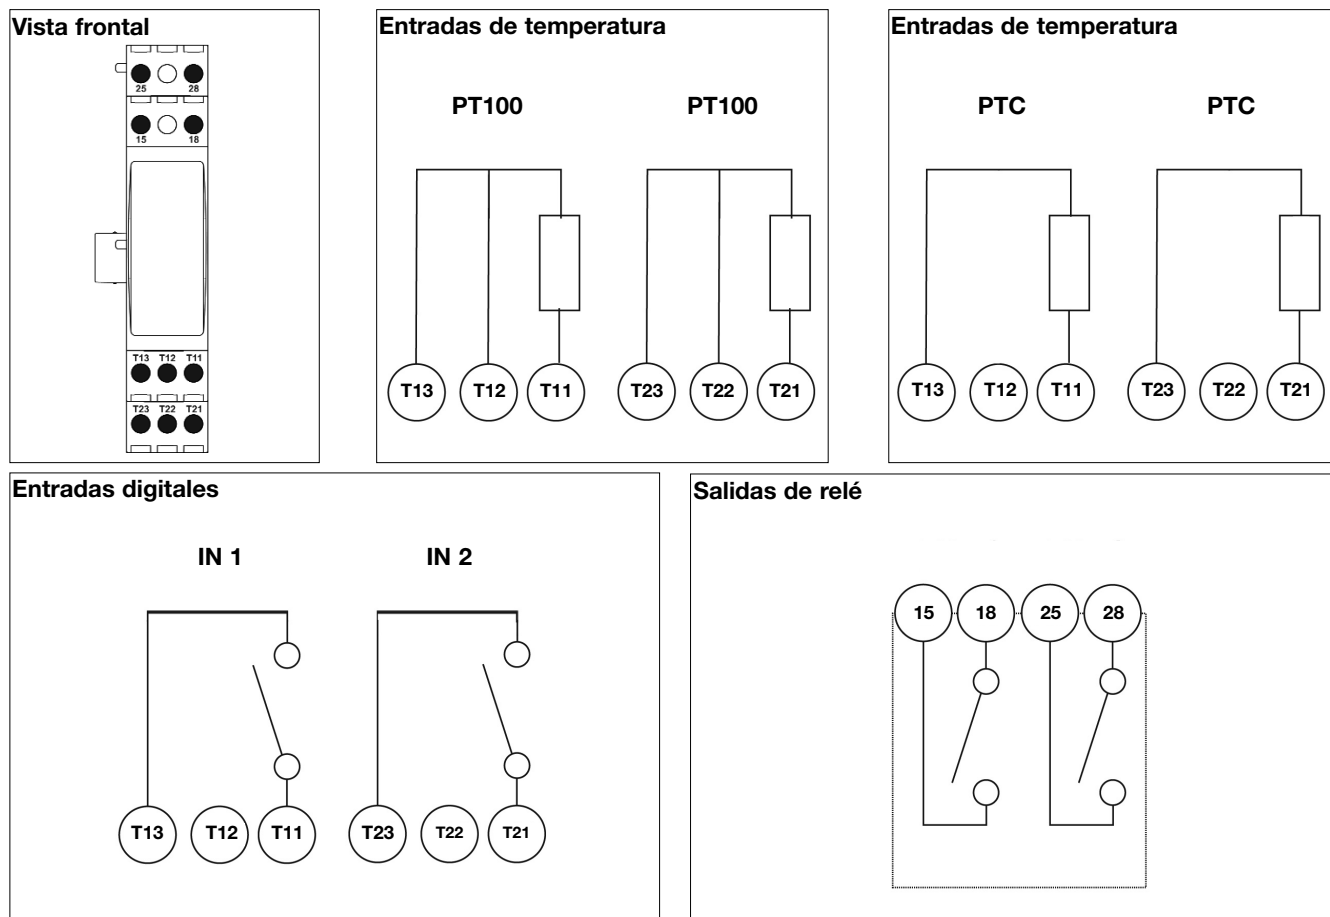 Vista frontal
25 28
15 18
T13 T12 T11
T23 T22 T21
Entradas de temperatura
PT100 PT100
T13 T12 T11 T23 T22 T21
Entradas de temperatura
PTC PTC
T13 T12 T11 T23 T22 T21
Entradas digitales
IN 1 IN 2
T13 T12 T11 T23 T22 T21
Salidas de relé
15 18 25 28